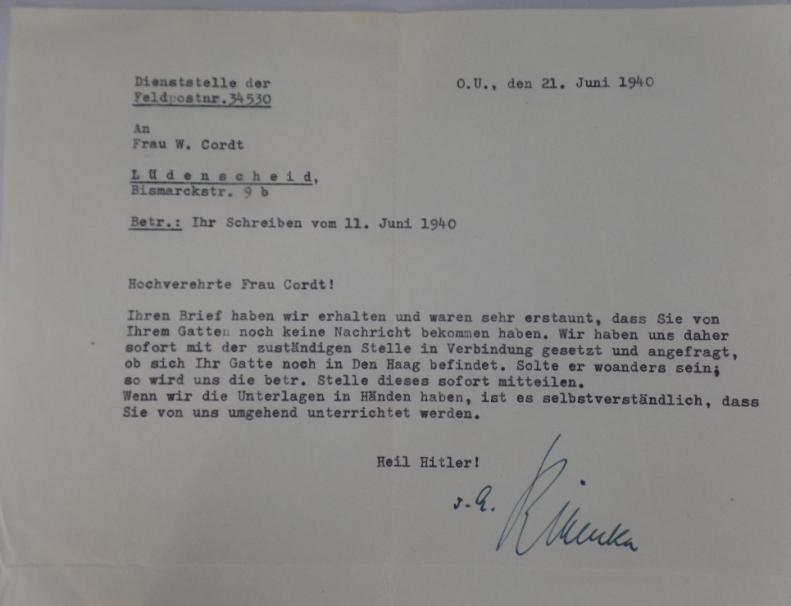 Dienststelle der
Feldpostnr.34530
O.U., den 21. Juni 1940
An
Frau W. Cordt
L ü d e n s c h e i d,
Bismarckstr. 9 b
Betr.: Ihr Schreiben vom 11. Juni 1940
Hochverehrte Frau Cordt!
Ihren Brief haben wir erhalten und waren sehr erstaunt, dass Sie von
Ihrem Gatten noch keine Nachricht bekommen haben. Wir haben uns daher
sofort mit der zuständigen Stelle in Verbindung gesetzt und angefragt,
ob sich Ihr Gatte noch in Den Haag befindet. Solte er woanders sein;
so wird uns die betr. Stelle dieses sofort mitteilen.
Wenn wir die Unterlagen in Händen haben, ist es selbstverständlich, dass
Sie von uns umgehend unterrichtet werden.
Heil Hitler!